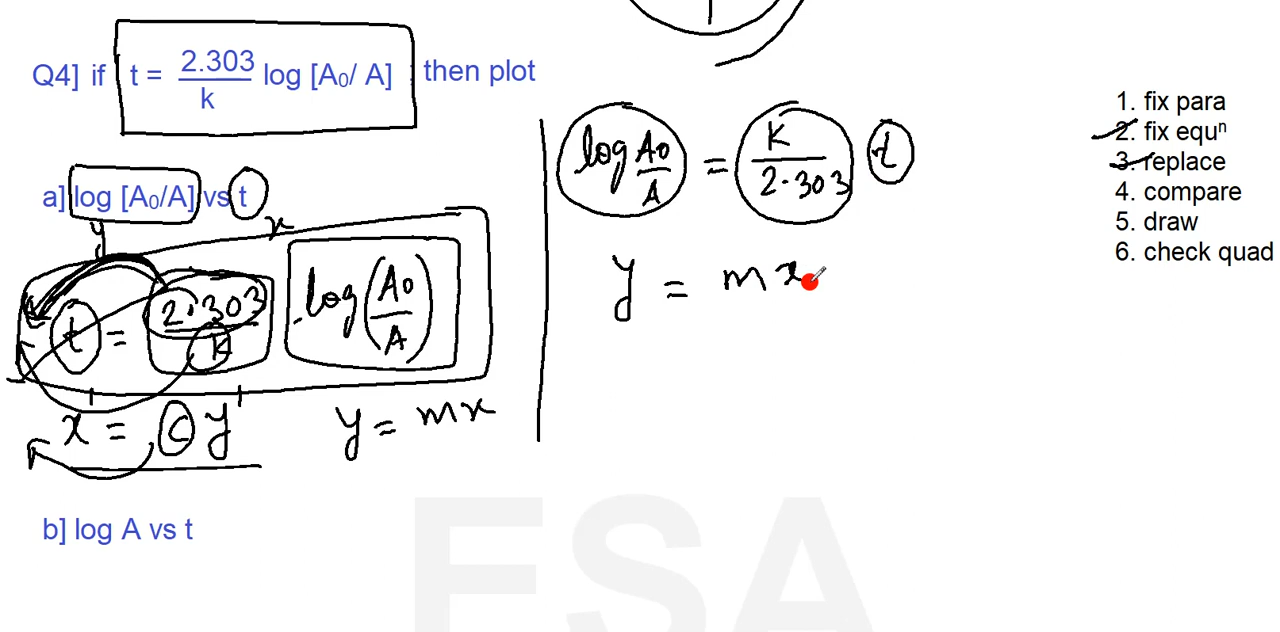 Q4] if t = 2.303/k log [A₀/ A] then plot
a] log [A₀/A] vs t
y x
t = 2.303/K log(A₀/A)
x = c y y = mx
b] log A vs t
log A₀/A = K/2.303 t
y = mx
1. fix para
2. fix equⁿ
3. replace
4. compare
5. draw
6. check quad
FSA